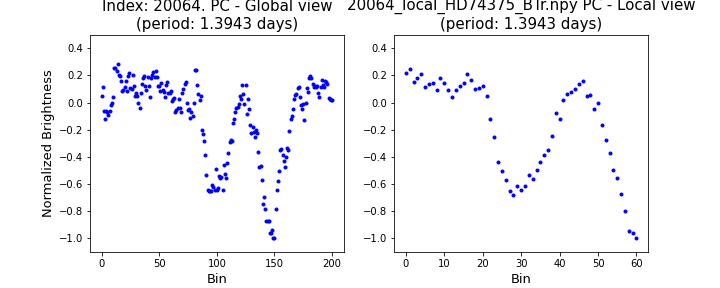 Index: 20064. PC - Global view
(period: 1.3943 days)
20064_local_HD74375_BTr.npy PC - Local view
(period: 1.3943 days)
Normalized Brightness
0.4
0.2
0.0
−0.2
−0.4
−0.6
−0.8
−1.0
0 50 100 150 200
Bin
0.4
0.2
0.0
−0.2
−0.4
−0.6
−0.8
−1.0
0 10 20 30 40 50 60
Bin